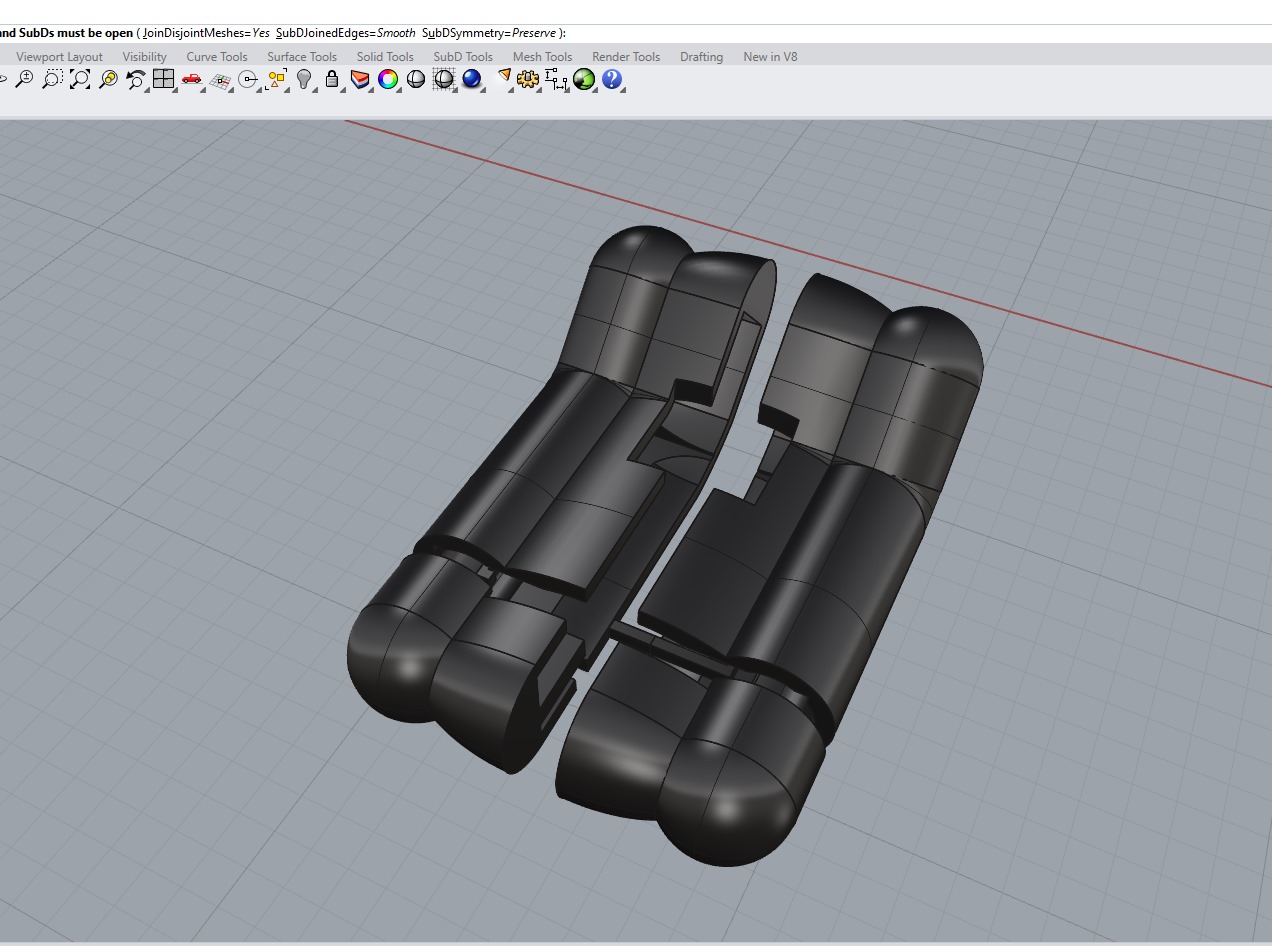 and SubDs must be open ( JoinDisjointMeshes=Yes SubDJoinedEdges=Smooth SubDSymmetry=Preserve ):
Viewport Layout Visibility Curve Tools Surface Tools Solid Tools SubD Tools Mesh Tools Render Tools Drafting New in V8
?